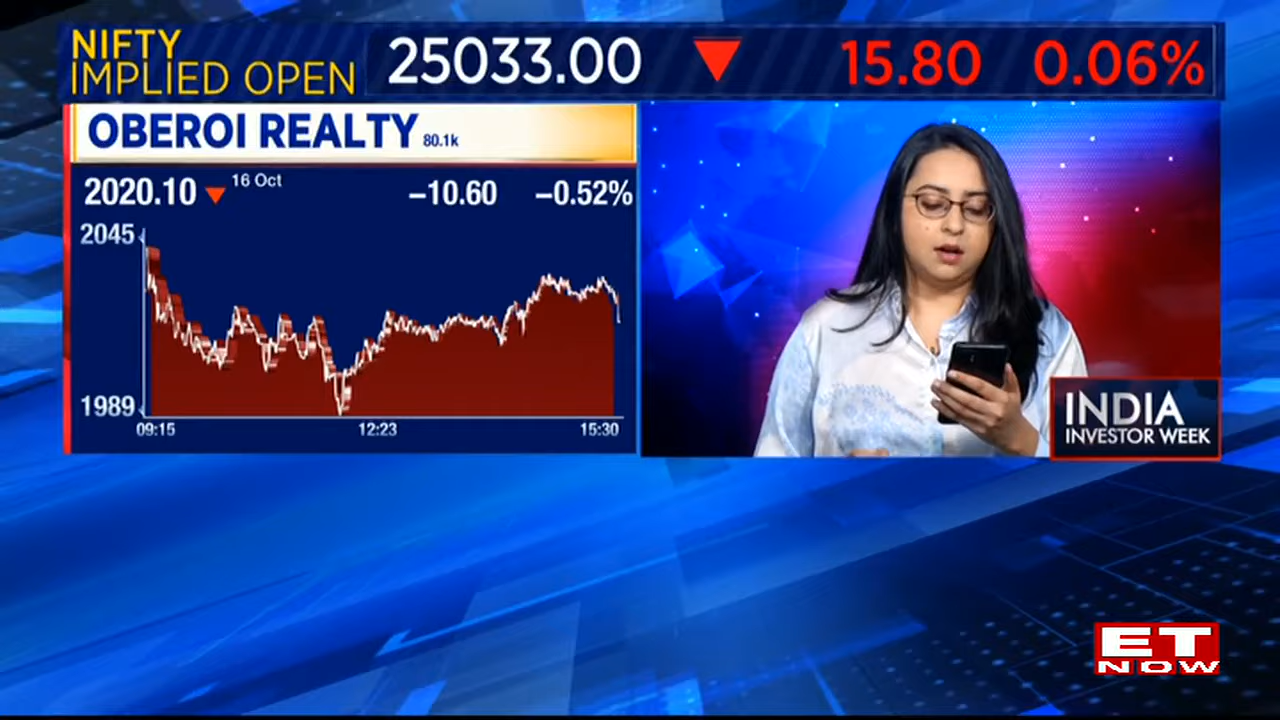 NIFTY
IMPLIED OPEN
25033.00 15.80 0.06%
OBEROI REALTY 80.1k
2020.10 16 Oct −10.60 −0.52%
2045
1989
09:15 12:23 15:30
INDIA
INVESTOR WEEK
ET
NOW